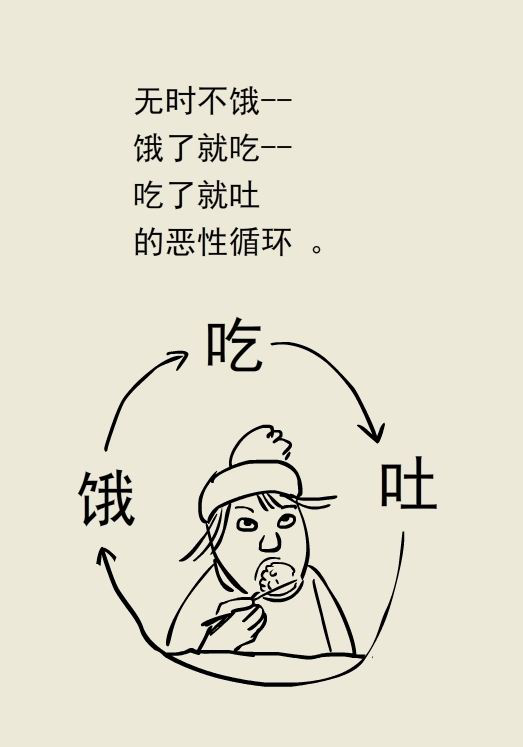 无时不饿--
饿了就吃--
吃了就吐
的恶性循环 。
吃
饿
吐